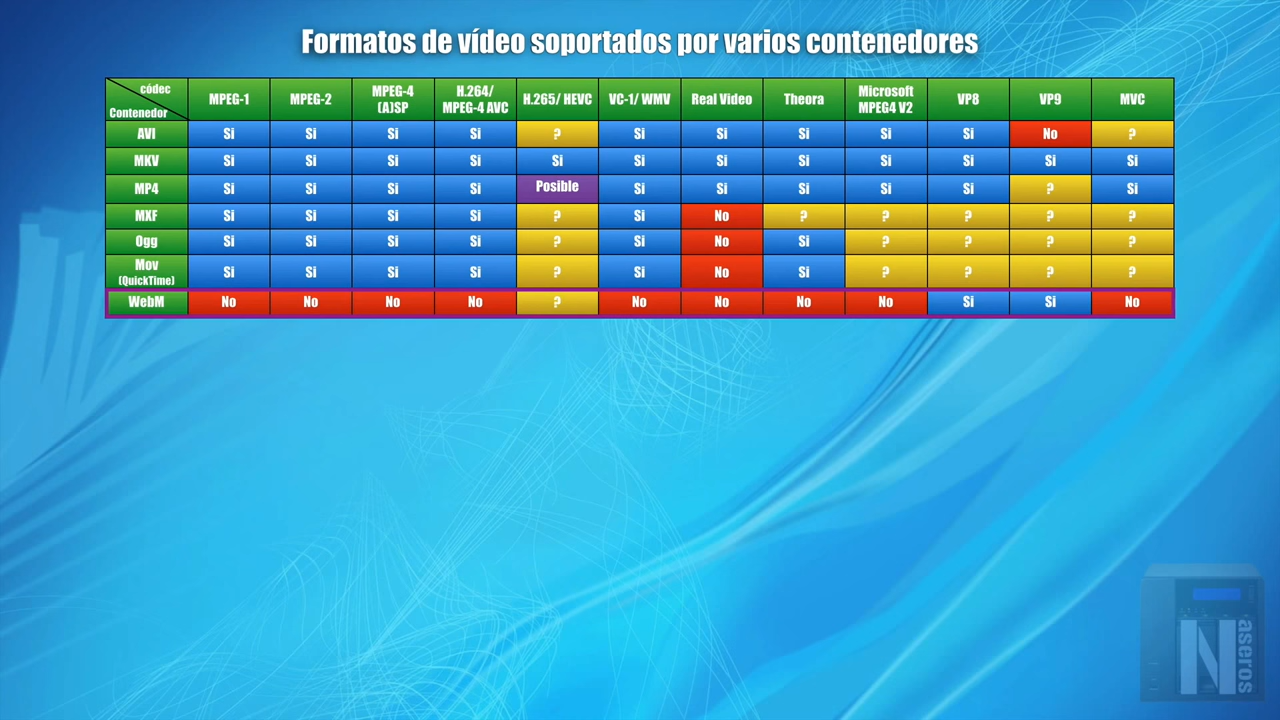 Formatos de vídeo soportados por varios contenedores
códec
Contenedor
MPEG-1 MPEG-2 MPEG-4 (A)SP H.264/ MPEG-4 AVC H.265/ HEVC VC-1/ WMV Real Video Theora Microsoft MPEG4 V2 VP8 VP9 MVC
AVI Si Si Si Si ? Si Si Si Si Si No ?
MKV Si Si Si Si Si Si Si Si Si Si Si Si
MP4 Si Si Si Si Posible Si Si Si Si Si ? Si
MXF Si Si Si Si ? Si No ? ? ? ? ?
Ogg Si Si Si Si ? Si No Si ? ? ? ?
Mov (QuickTime) Si Si Si Si ? Si No Si ? ? ? ?
WebM No No No No ? No No No No Si Si No
Naseros